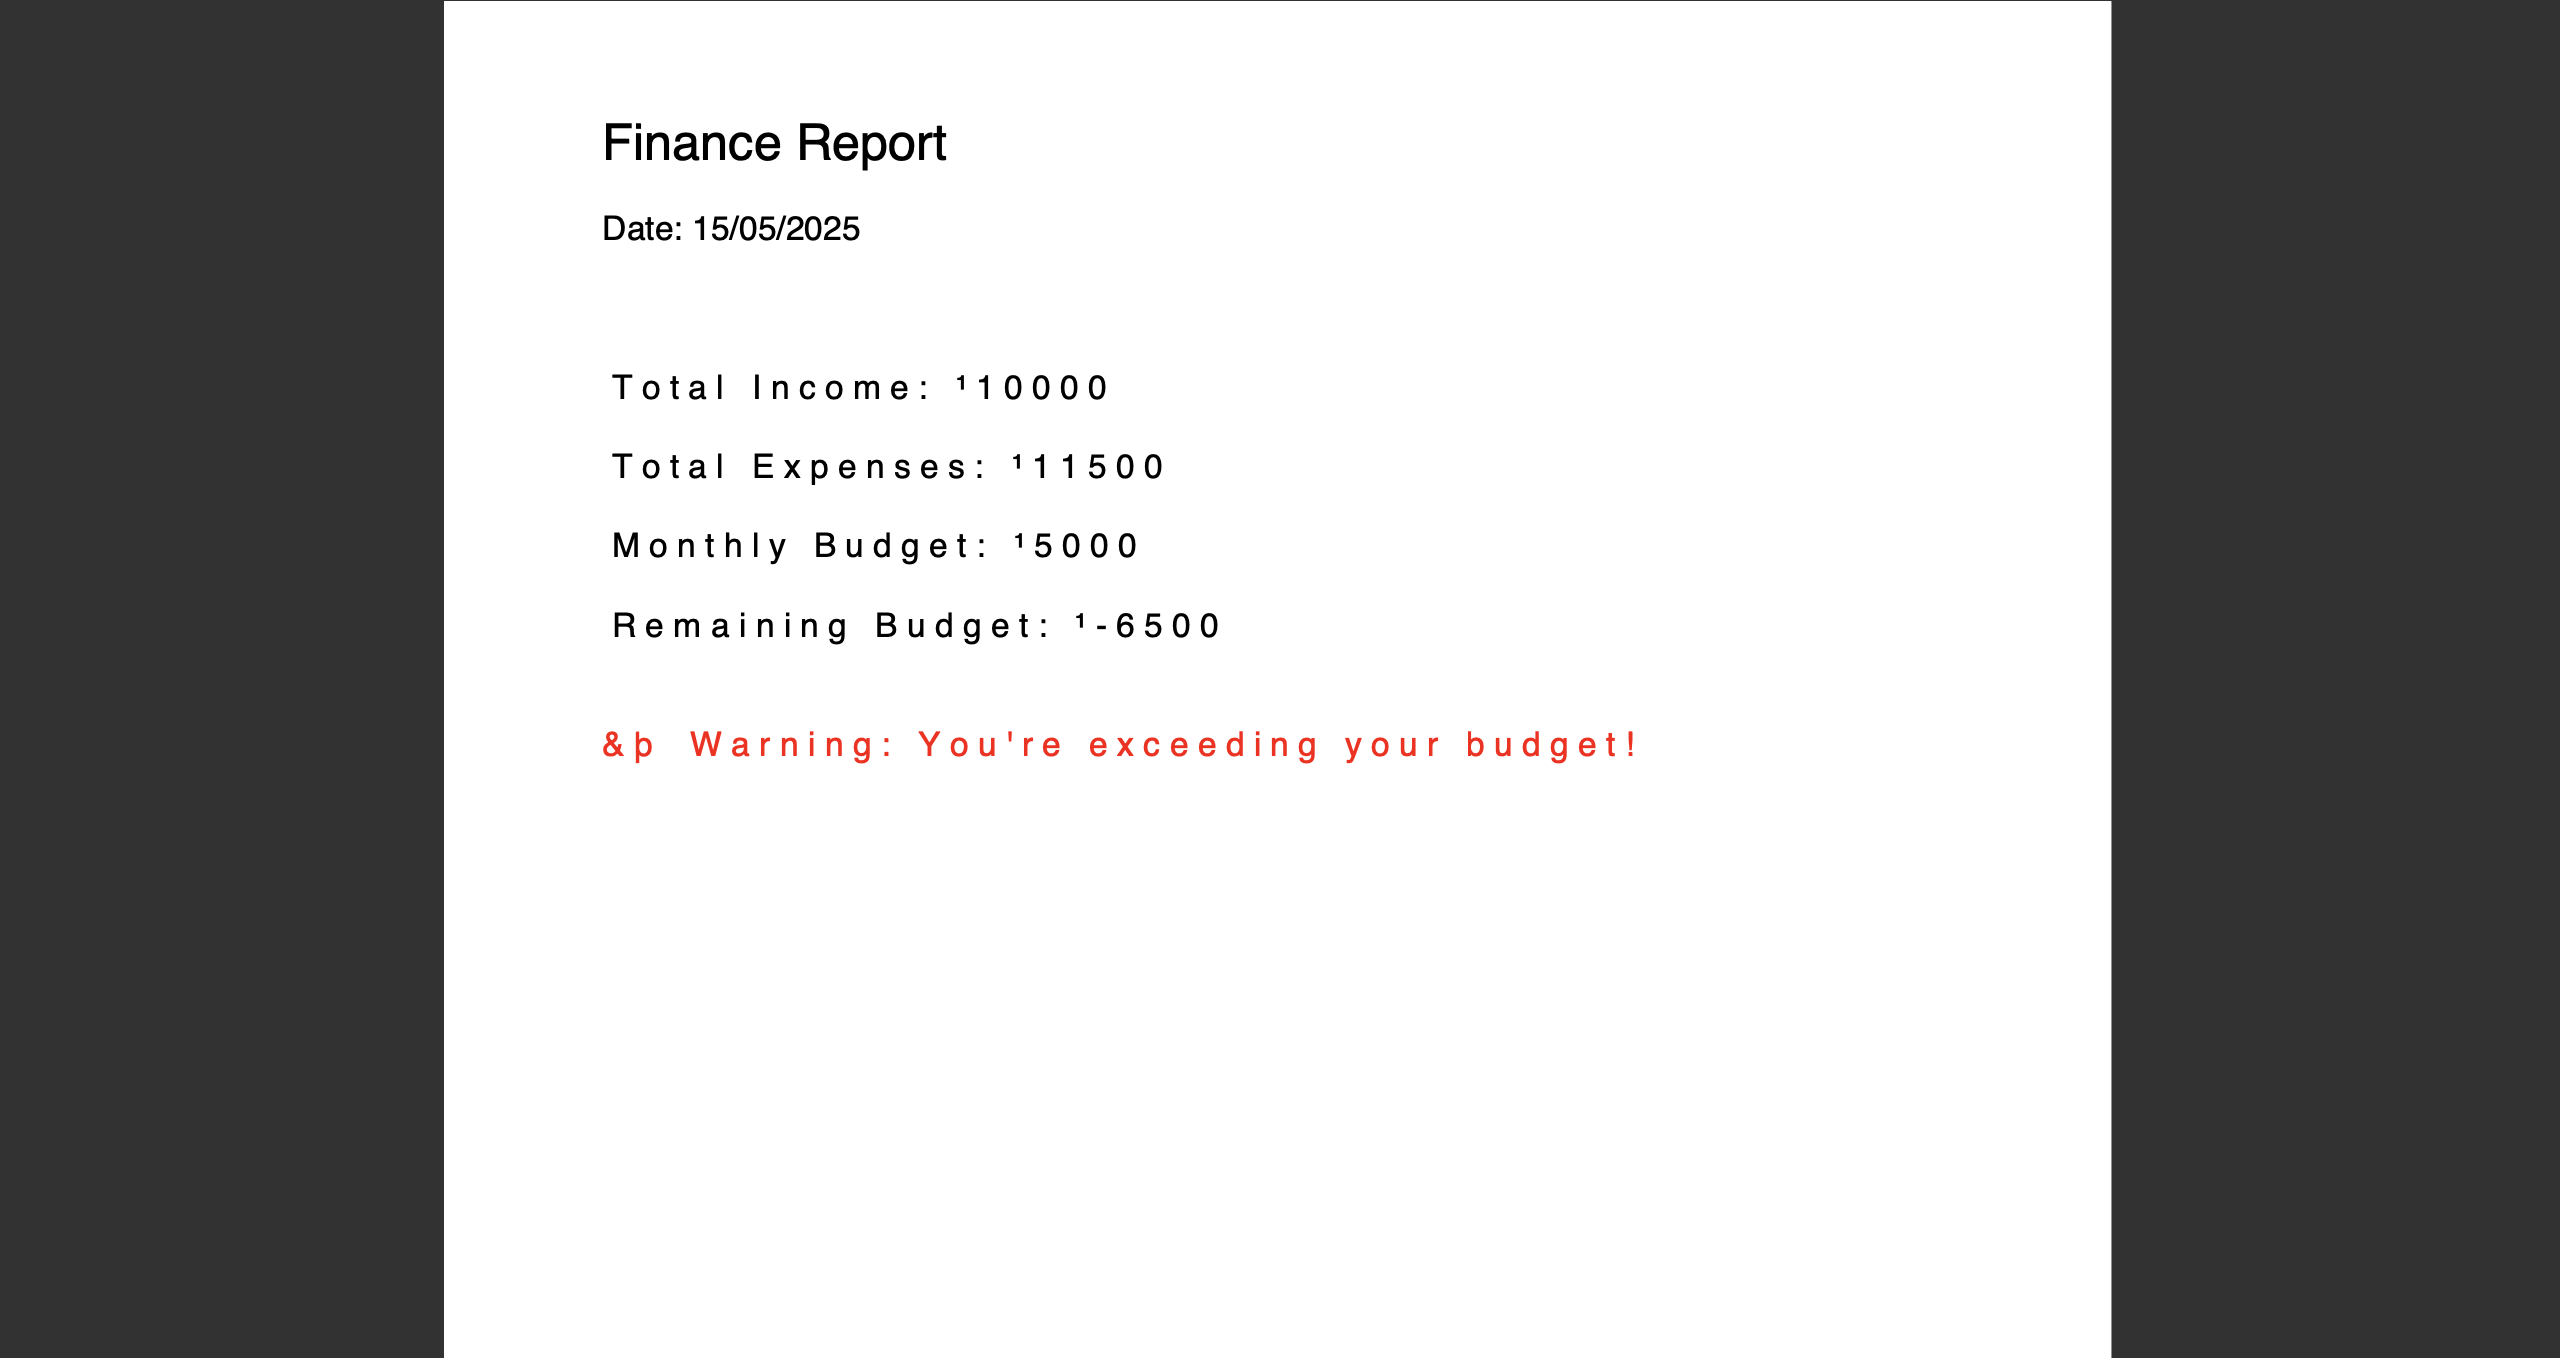 Finance Report
Date: 15/05/2025
Total Income: ¹10000
Total Expenses: ¹11500
Monthly Budget: ¹5000
Remaining Budget: ¹-6500
&þ Warning: You're exceeding your budget!